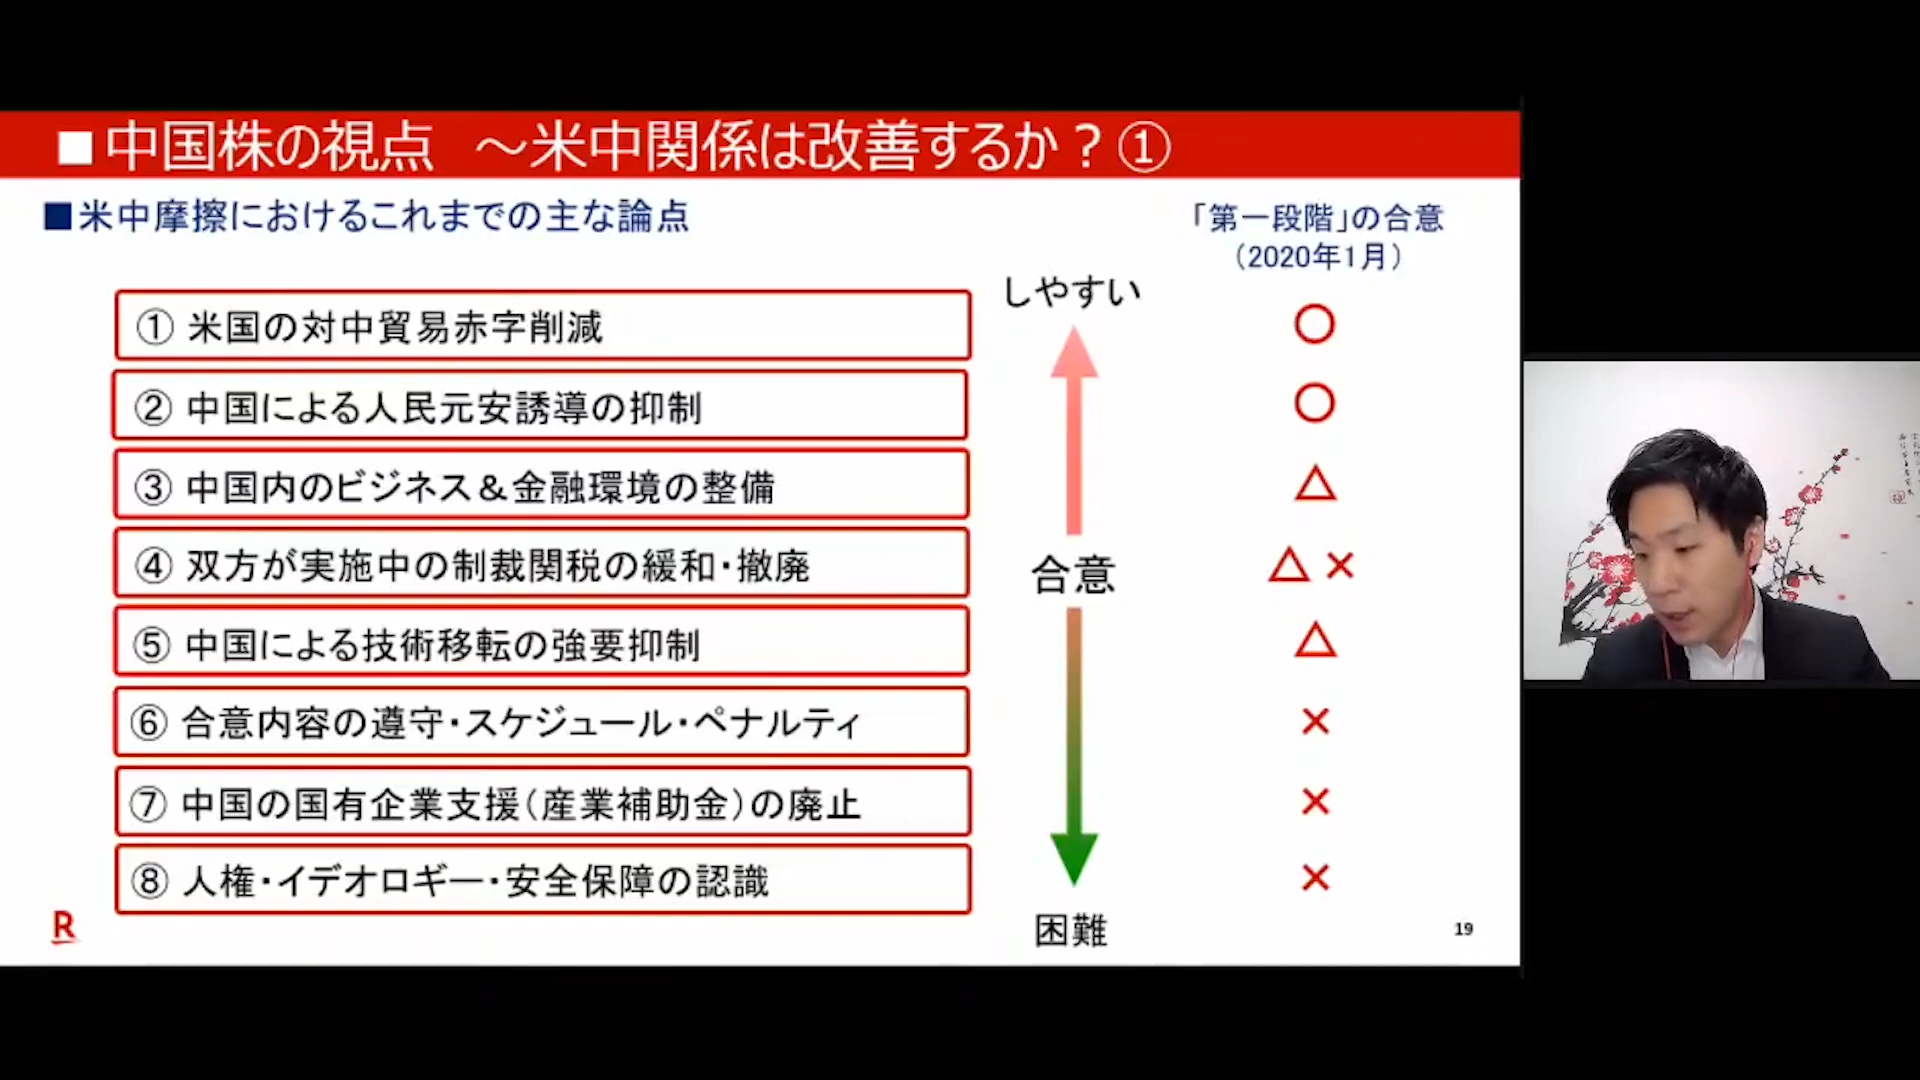 ■中国株の視点 ～米中関係は改善するか？①
■米中摩擦におけるこれまでの主な論点
「第一段階」の合意
（2020年1月）
しやすい
① 米国の対中貿易赤字削減
○
② 中国による人民元安誘導の抑制
○
③ 中国内のビジネス＆金融環境の整備
△
④ 双方が実施中の制裁関税の緩和・撤廃
合意
△ ×
⑤ 中国による技術移転の強要抑制
△
⑥ 合意内容の遵守・スケジュール・ペナルティ
×
⑦ 中国の国有企業支援（産業補助金）の廃止
×
⑧ 人権・イデオロギー・安全保障の認識
×
困難
R
19